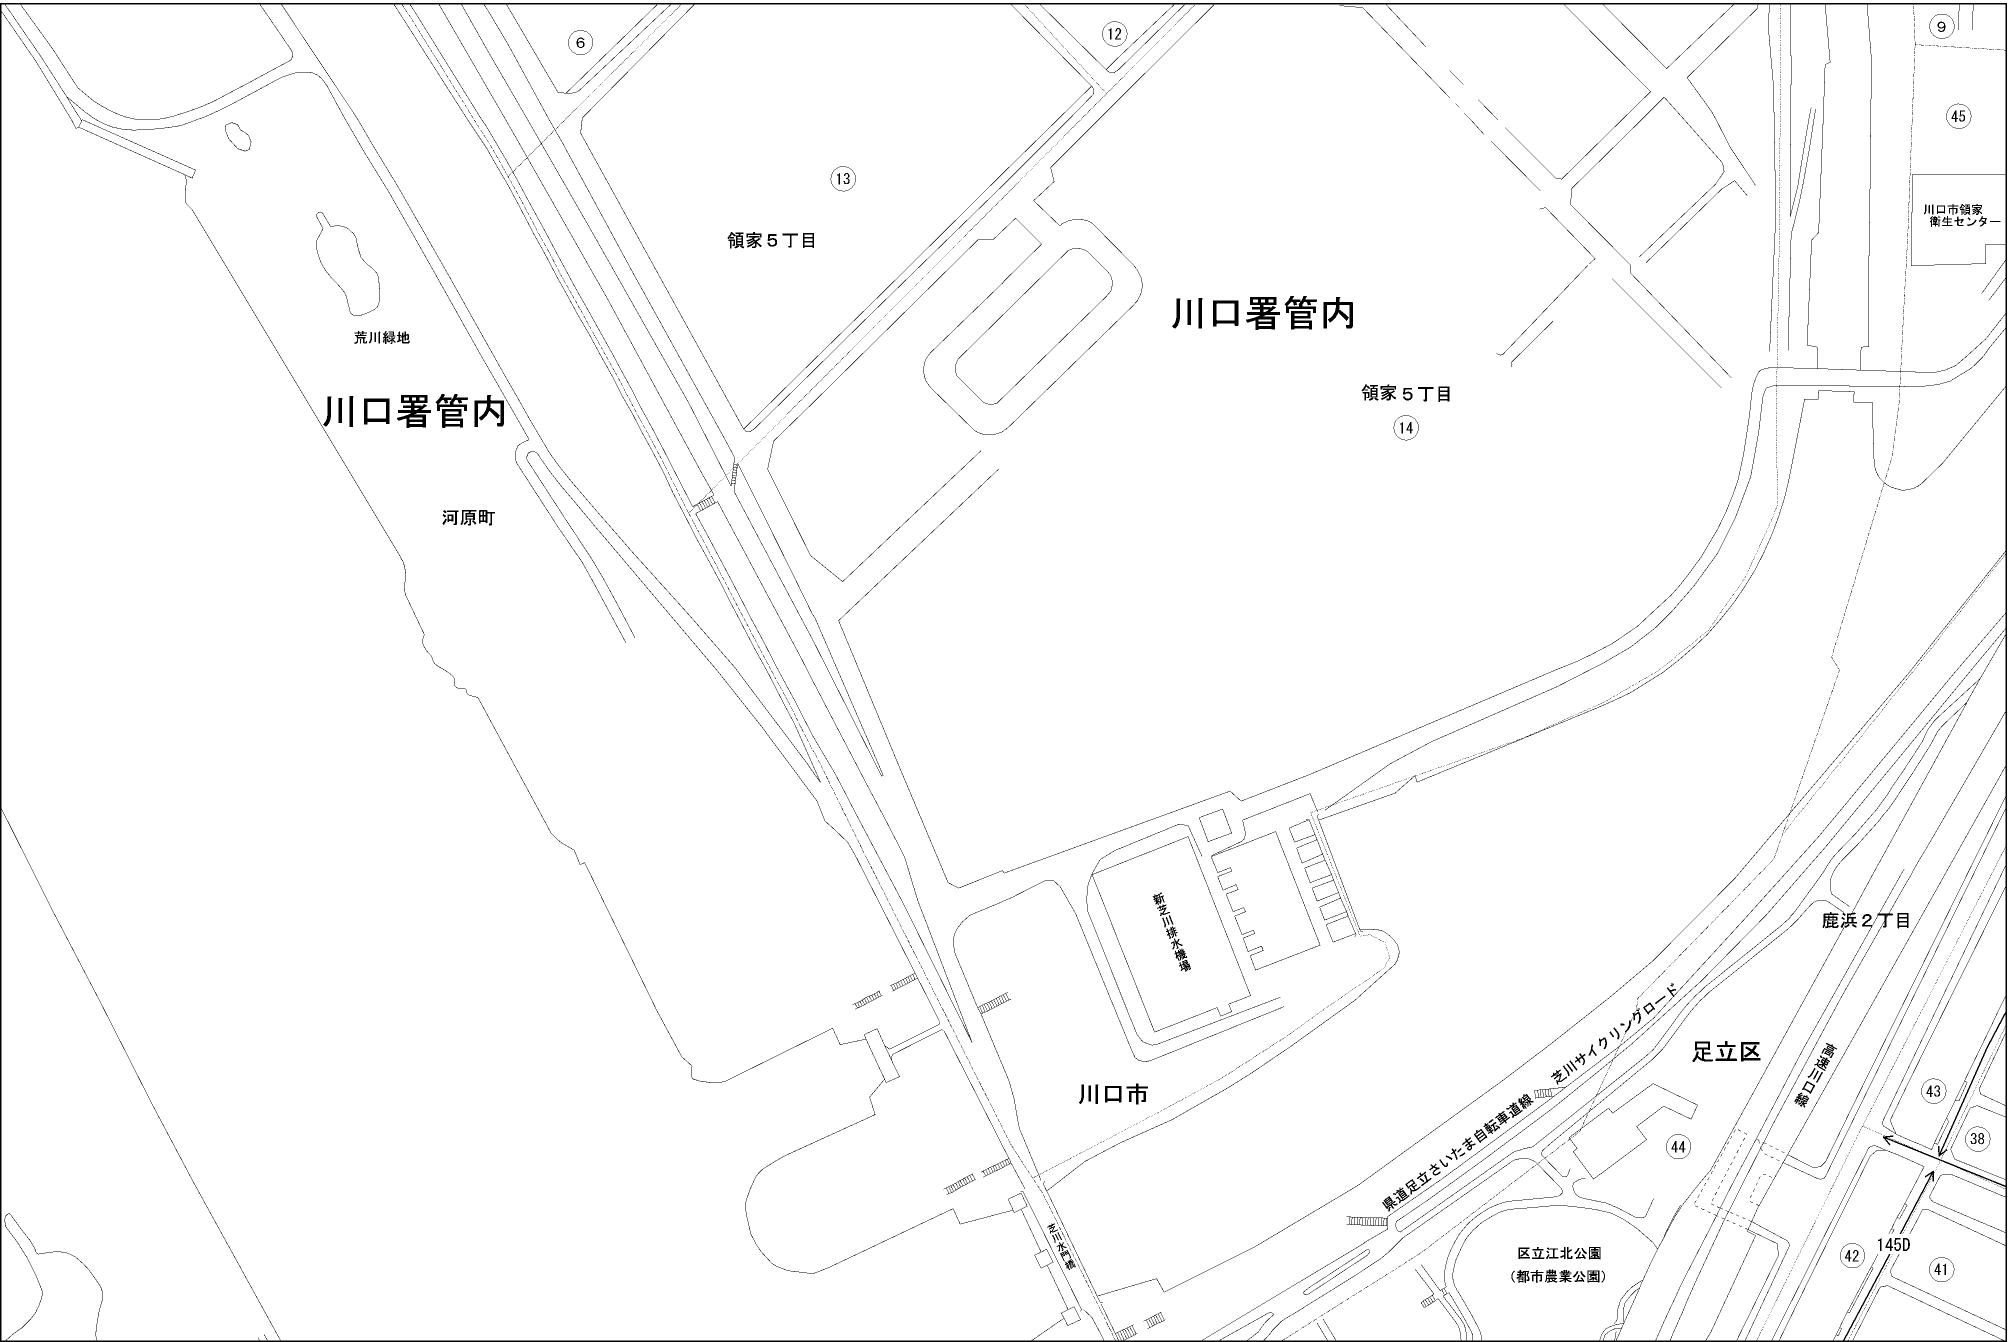 6
12
9
45
13
川口市領家
衛生センター
領家５丁目
川口署管内
荒川緑地
領家５丁目
川口署管内
14
河原町
鹿浜２丁目
新芝川排水機場
芝川サイクリングロード
足立区
高速川口線
川口市
43
県道足立さいたま自転車道線
38
44
芝川水門橋
145D
区立江北公園
（都市農業公園）
42
41